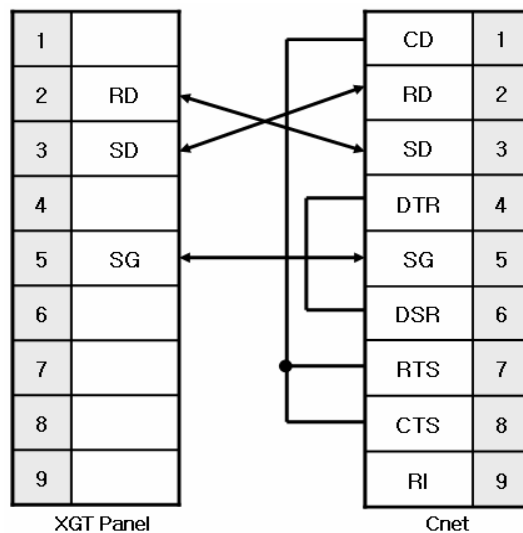 1 CD 1
2 RD RD 2
3 SD SD 3
4 DTR 4
5 SG SG 5
6 DSR 6
7 RTS 7
8 CTS 8
9 RI 9
XGT Panel Cnet